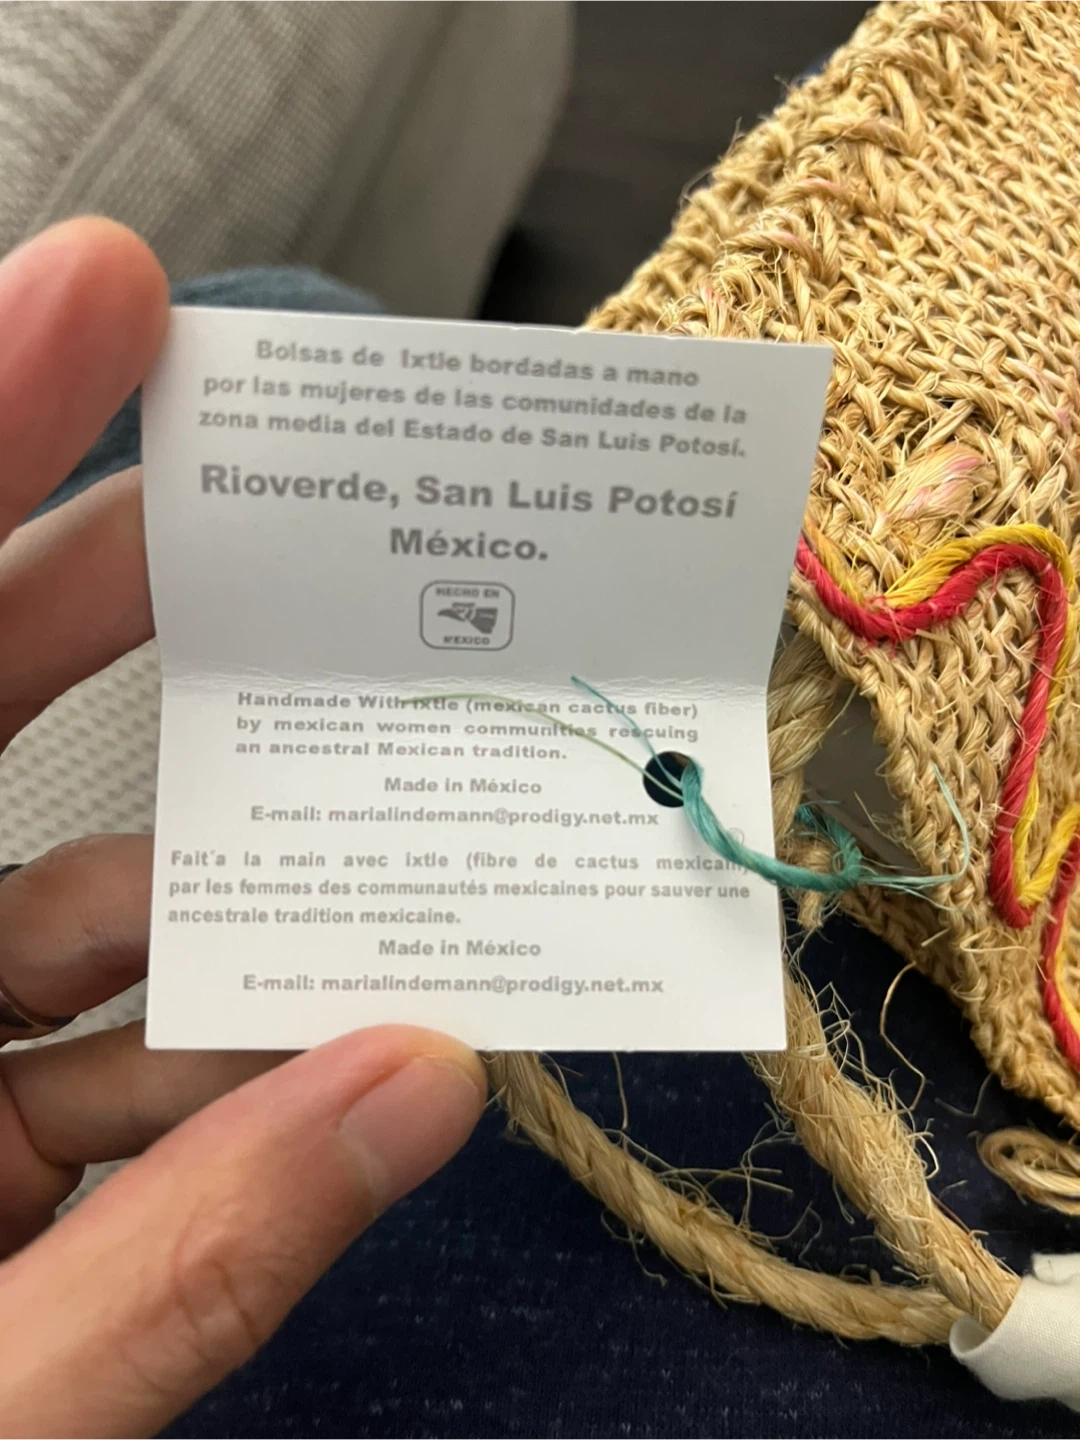 Bolsas de Ixtle bordadas a mano
por las mujeres de las comunidades de la
zona media del Estado de San Luis Potosí.
Rioverde, San Luis Potosí
México.
HECHO EN
MEXICO
Handmade With ixtle (mexican cactus fiber)
by mexican women communities rescuing
an ancestral Mexican tradition.
Made in México
E-mail: marialindemann@prodigy.net.mx
Fait´a la main avec ixtle (fibre de cactus mexicain)
par les femmes des communautés mexicaines pour sauver une
ancestrale tradition mexicaine.
Made in México
E-mail: marialindemann@prodigy.net.mx